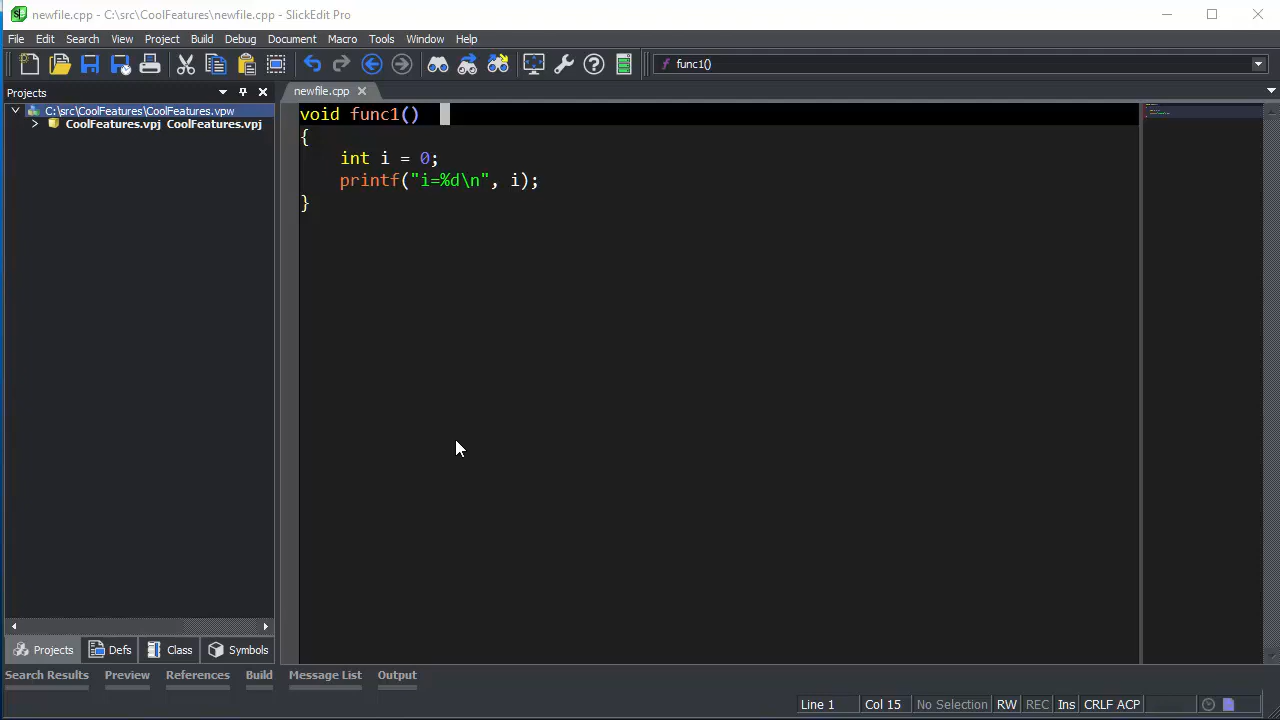 newfile.cpp - C:\src\CoolFeatures\newfile.cpp - SlickEdit Pro
File Edit Search View Project Build Debug Document Macro Tools Window Help
func1()
Projects
newfile.cpp
C:\src\CoolFeatures\CoolFeatures.vpw
CoolFeatures.vpj CoolFeatures.vpj
void func1()
{
int i = 0;
printf("i=%d\n", i);
}
Projects Defs Class Symbols
Search Results Preview References Build Message List Output
Line 1 Col 15 No Selection RW REC Ins CRLF ACP